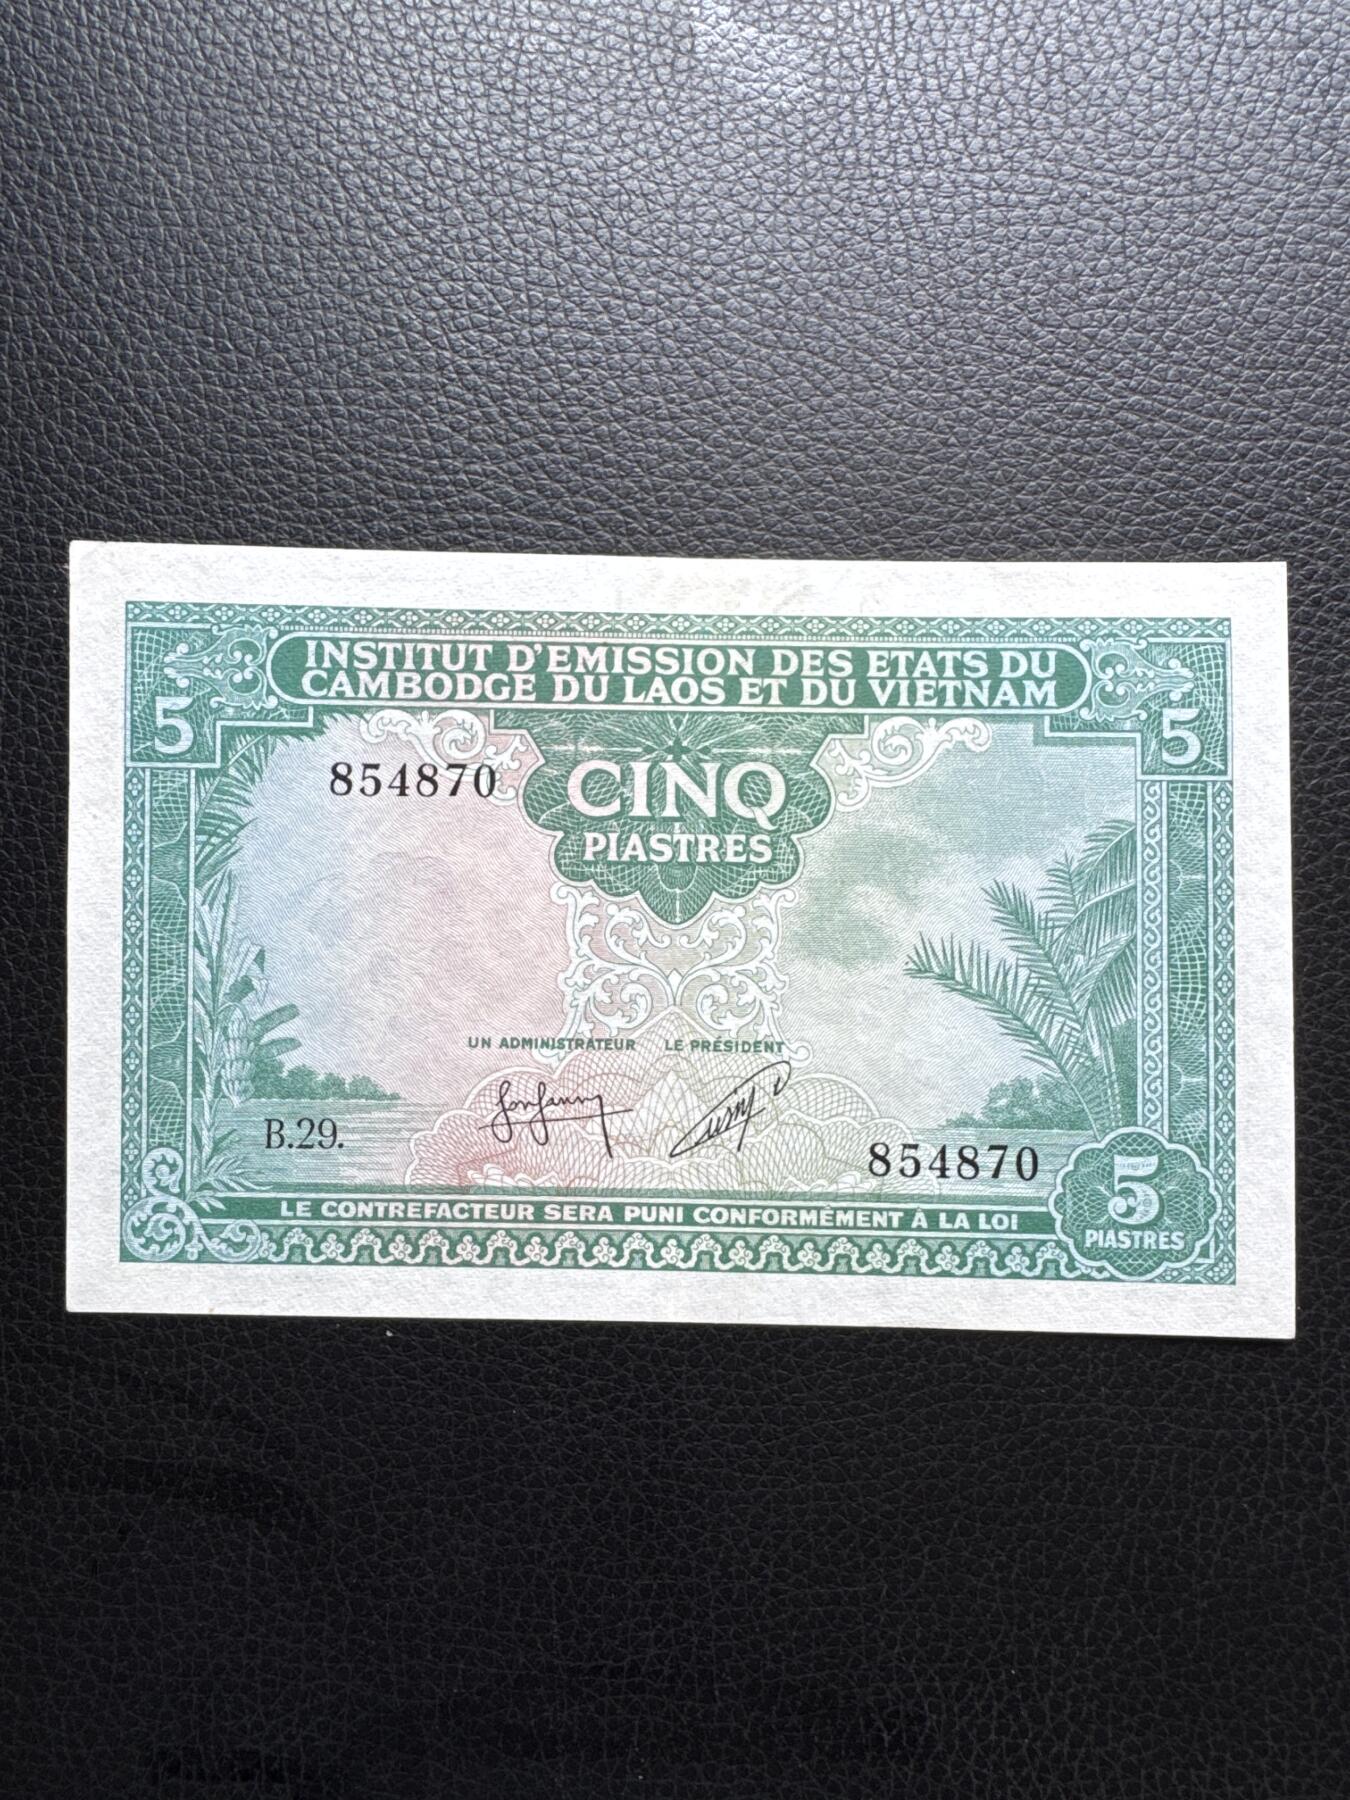 INSTITUT D'EMISSION DES ETATS DU
CAMBODGE DU LAOS ET DU VIETNAM
5
5
854870
CINQ
PIASTRES
UN ADMINISTRATEUR LE PRÉSIDENT
B.29.
854870
5
PIASTRES
LE CONTREFACTEUR SERA PUNI CONFORMÉMENT À LA LOI